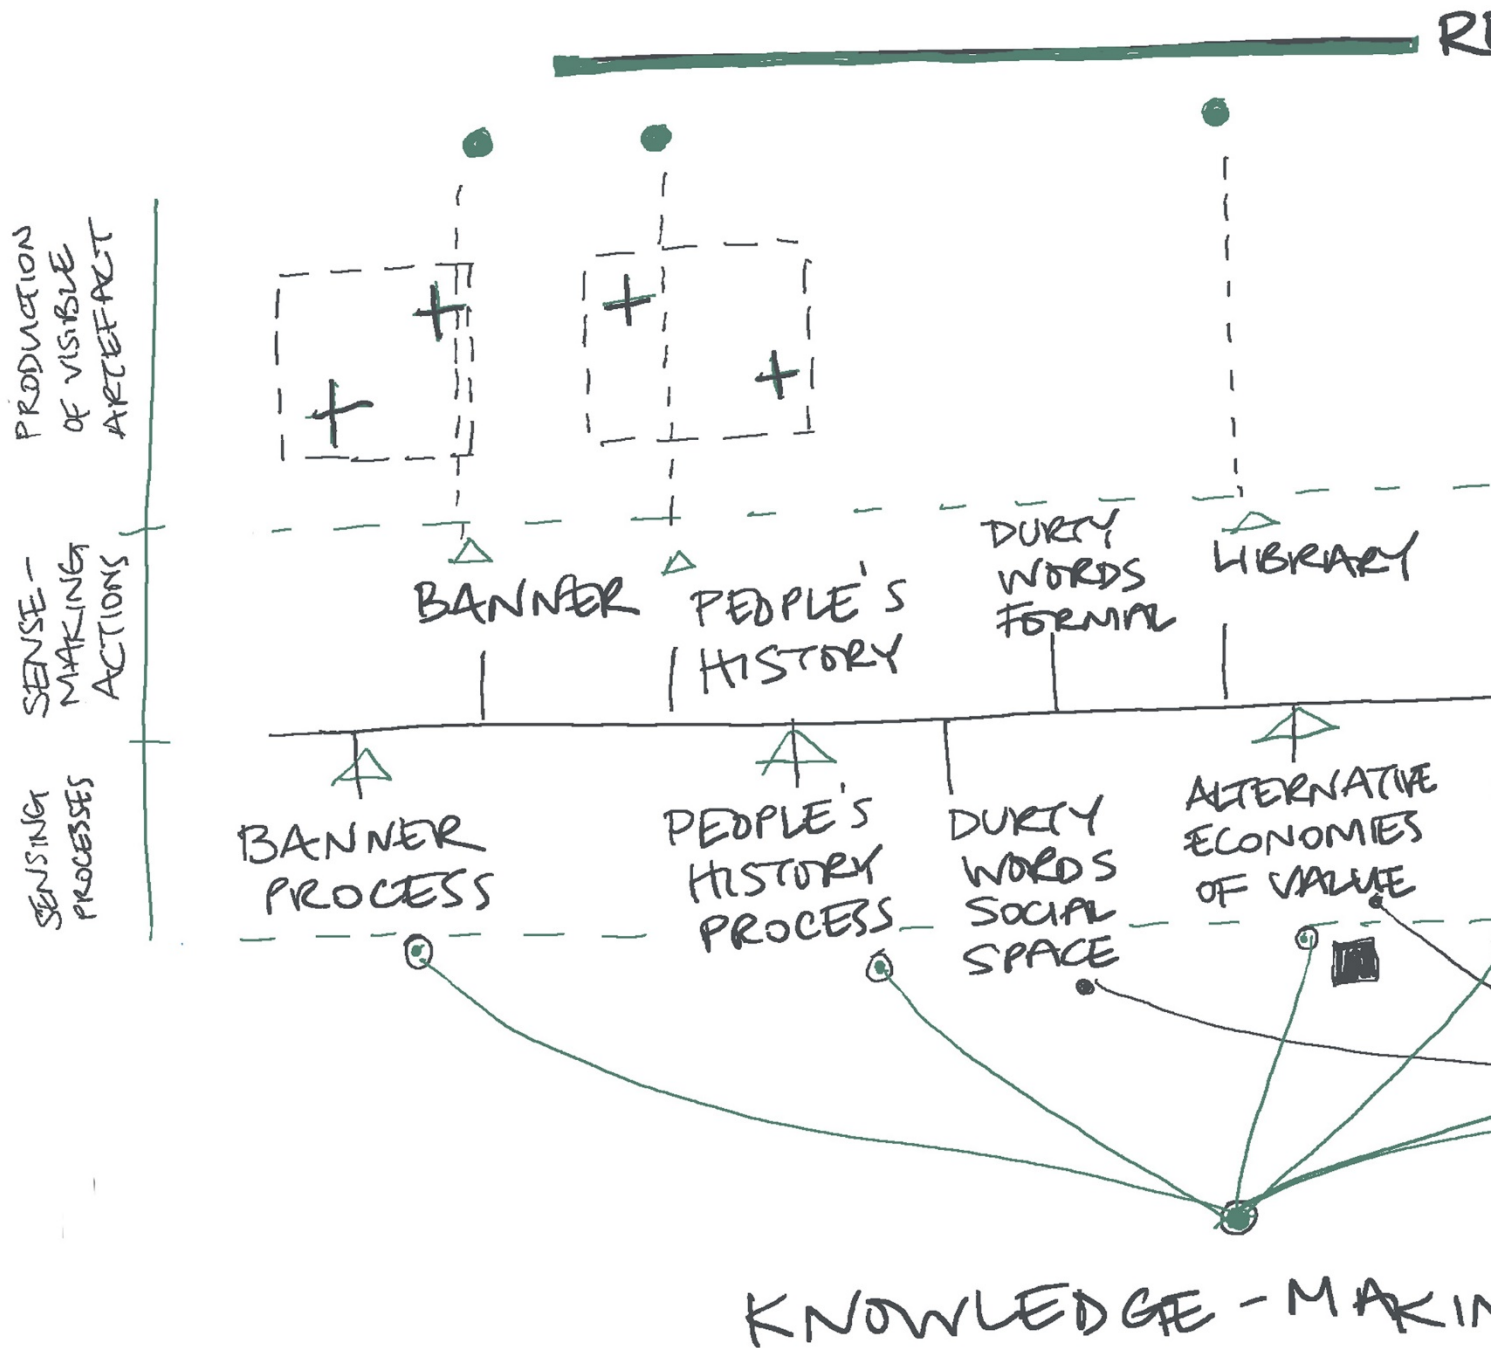 RE
PRODUCTION
OF VISIBLE
ARTEFACT
SENSE-
MAKING
ACTIONS
SENSING
PROCESSES
BANNER
PEOPLE'S
HISTORY
DURTY
WORDS
FORMAL
LIBRARY
BANNER
PROCESS
PEOPLE'S
HISTORY
PROCESS
DURTY
WORDS
SOCIAL
SPACE
ALTERNATIVE
ECONOMIES
OF VALUE
KNOWLEDGE-MAKIN